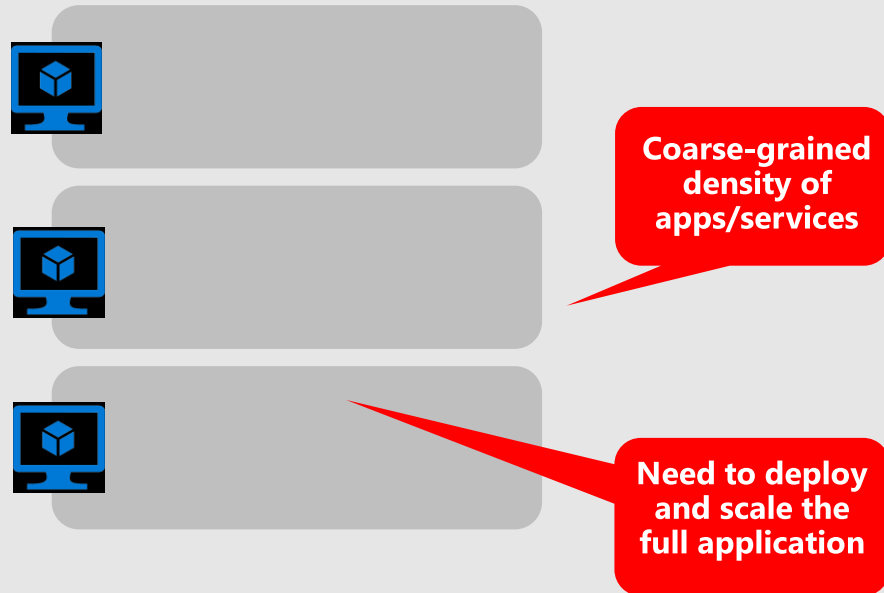 Coarse-grained
density of
apps/services
Need to deploy
and scale the
full application